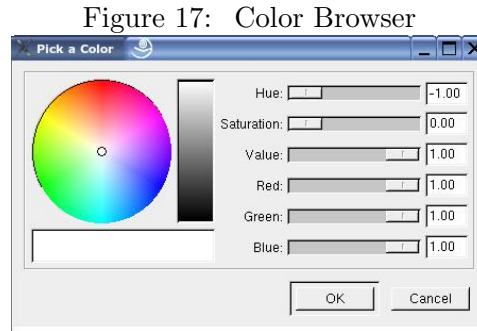 Figure 17: Color Browser
Pick a Color
Hue: -1.00
Saturation: 0.00
Value: 1.00
Red: 1.00
Green: 1.00
Blue: 1.00
OK Cancel